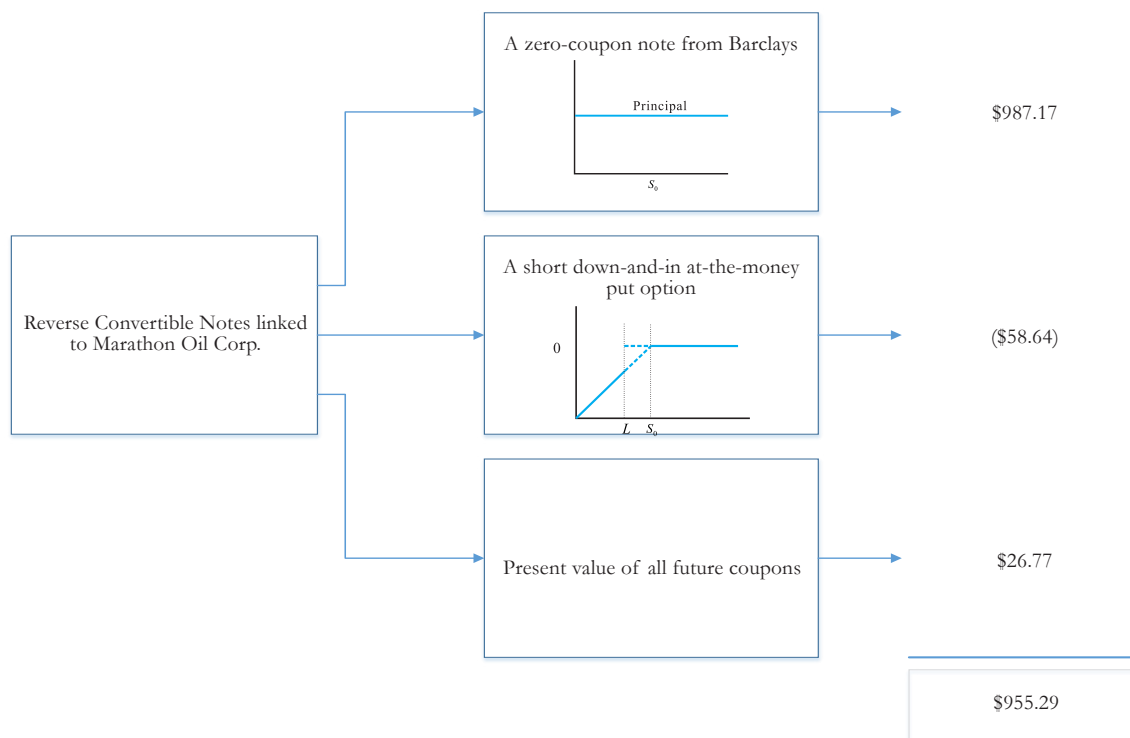 A zero-coupon note from Barclays
Principal
S₀
$987.17
Reverse Convertible Notes linked
to Marathon Oil Corp.
A short down-and-in at-the-money
put option
0
L S₀
($58.64)
Present value of all future coupons
$26.77
$955.29